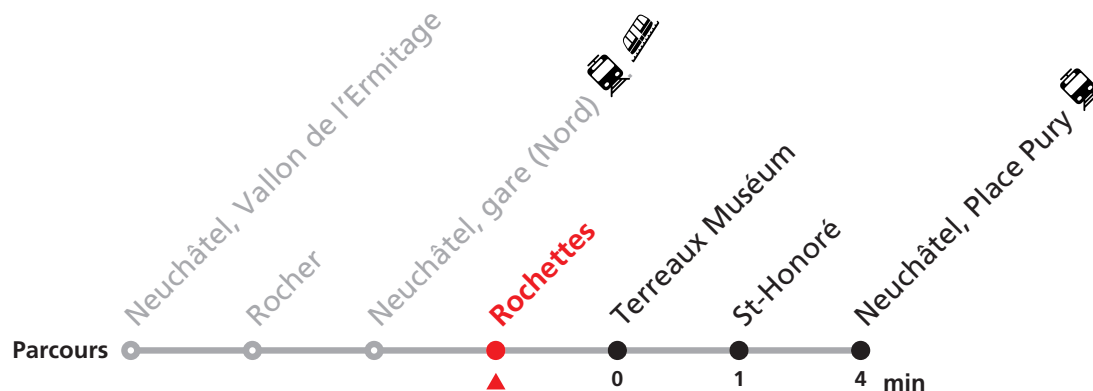 Neuchâtel, Vallon de l'Ermitage
Rocher
Neuchâtel, gare (Nord)
Rochettes
Terreaux Muséum
St-Honoré
Neuchâtel, Place Pury
Parcours
0 1 4 min